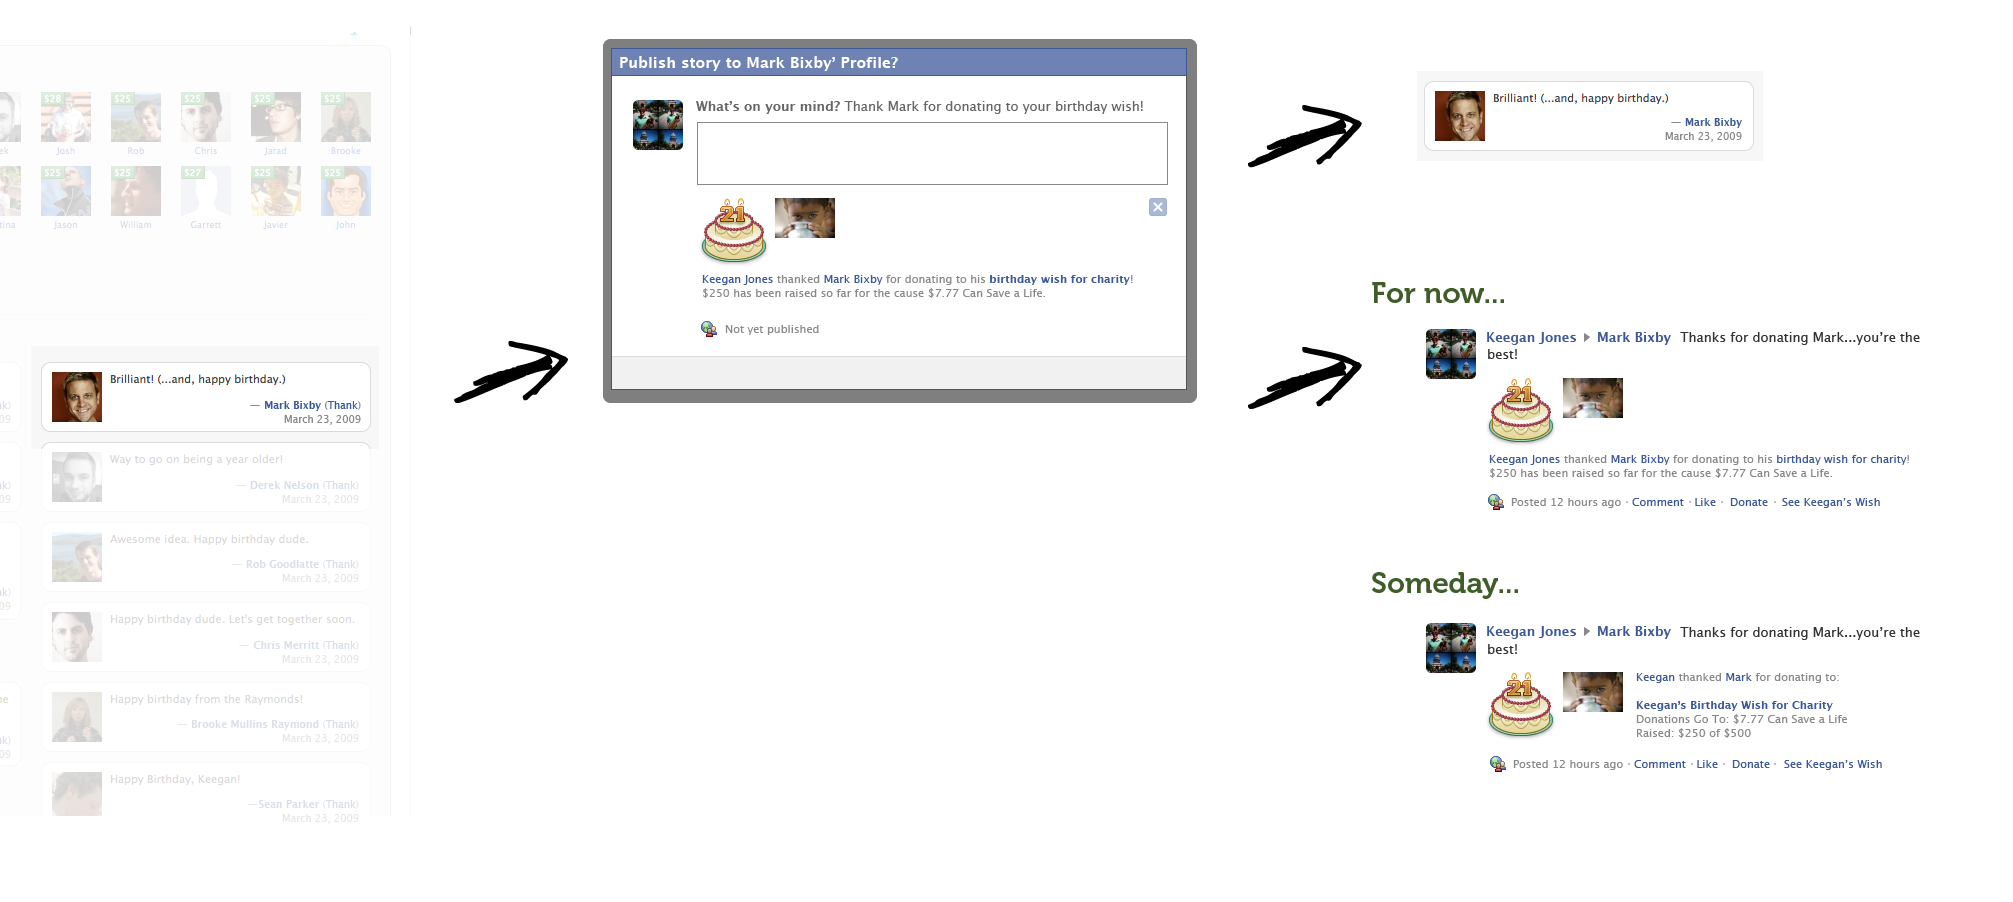 $28
$25
$25
$25
$25
ek
Josh
Rob
Chris
Jarad
Brooke
$25
$25
$27
$25
$25
tina
Jason
William
Garrett
Javier
John
Brilliant! (...and, happy birthday.)
— Mark Bixby (Thank)
March 23, 2009
Way to go on being a year older!
— Derek Nelson (Thank)
March 23, 2009
Awesome idea. Happy birthday dude.
— Rob Goodlatte (Thank)
March 23, 2009
Happy birthday dude. Let's get together soon.
— Chris Merritt (Thank)
March 23, 2009
Happy birthday from the Raymonds!
— Brooke Mullins Raymond (Thank)
March 23, 2009
Happy Birthday, Keegan!
—Sean Parker (Thank)
March 23, 2009
Publish story to Mark Bixby’ Profile?
What’s on your mind? Thank Mark for donating to your birthday wish!
21
Keegan Jones thanked Mark Bixby for donating to his birthday wish for charity!
$250 has been raised so far for the cause $7.77 Can Save a Life.
Not yet published
Brilliant! (...and, happy birthday.)
— Mark Bixby
March 23, 2009
For now...
Keegan Jones ▸ Mark Bixby Thanks for donating Mark...you’re the
best!
21
Keegan Jones thanked Mark Bixby for donating to his birthday wish for charity!
$250 has been raised so far for the cause $7.77 Can Save a Life.
Posted 12 hours ago · Comment · Like · Donate · See Keegan’s Wish
Someday...
Keegan Jones ▸ Mark Bixby Thanks for donating Mark...you’re the
best!
21
Keegan thanked Mark for donating to:
Keegan’s Birthday Wish for Charity
Donations Go To: $7.77 Can Save a Life
Raised: $250 of $500
Posted 12 hours ago · Comment · Like · Donate · See Keegan’s Wish